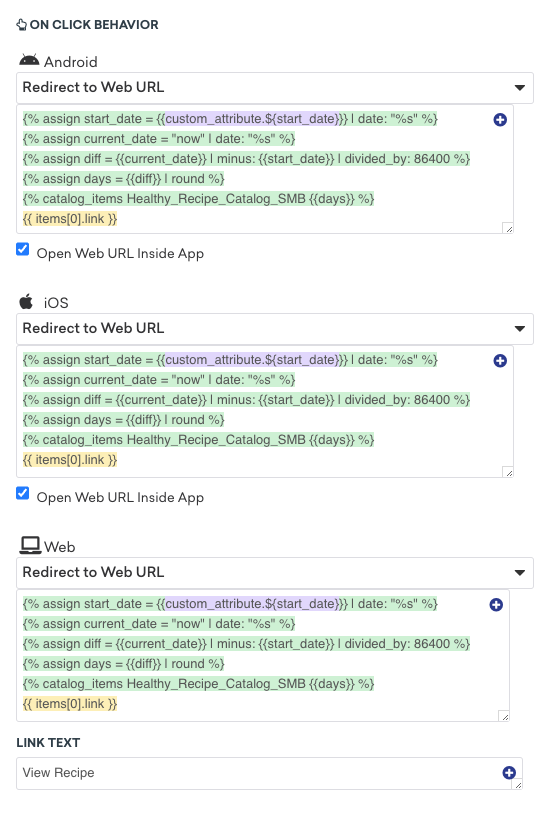 ON CLICK BEHAVIOR
Android
Redirect to Web URL
{% assign start_date = {{custom_attribute.${start_date}}} | date: "%s" %}
{% assign current_date = "now" | date: "%s" %}
{% assign diff = {{current_date}} | minus: {{start_date}} | divided_by: 86400 %}
{% assign days = {{diff}} | round %}
{% catalog_items Healthy_Recipe_Catalog_SMB {{days}} %}
{{ items[0].link }}
Open Web URL Inside App
iOS
Redirect to Web URL
{% assign start_date = {{custom_attribute.${start_date}}} | date: "%s" %}
{% assign current_date = "now" | date: "%s" %}
{% assign diff = {{current_date}} | minus: {{start_date}} | divided_by: 86400 %}
{% assign days = {{diff}} | round %}
{% catalog_items Healthy_Recipe_Catalog_SMB {{days}} %}
{{ items[0].link }}
Open Web URL Inside App
Web
Redirect to Web URL
{% assign start_date = {{custom_attribute.${start_date}}} | date: "%s" %}
{% assign current_date = "now" | date: "%s" %}
{% assign diff = {{current_date}} | minus: {{start_date}} | divided_by: 86400 %}
{% assign days = {{diff}} | round %}
{% catalog_items Healthy_Recipe_Catalog_SMB {{days}} %}
{{ items[0].link }}
LINK TEXT
View Recipe